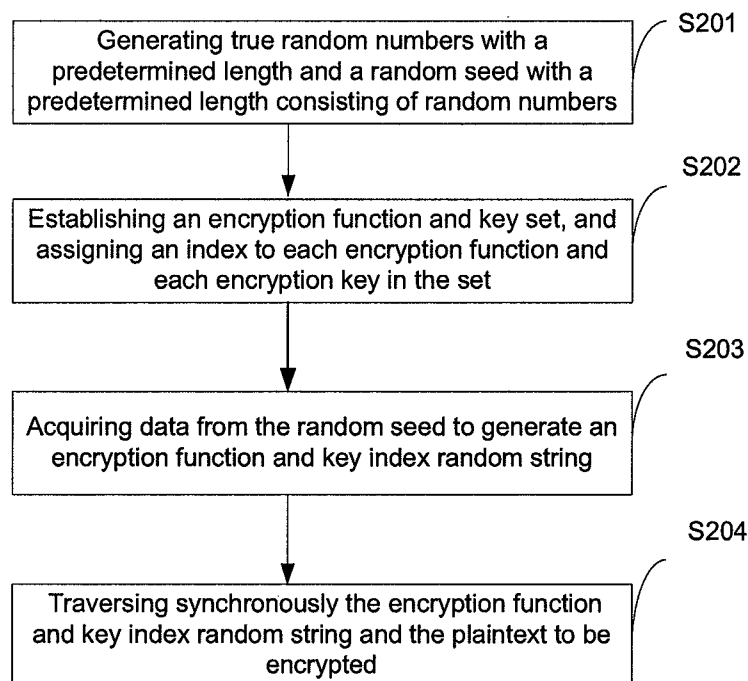 S201
Generating true random numbers with a
predetermined length and a random seed with a
predetermined length consisting of random numbers
S202
Establishing an encryption function and key set, and
assigning an index to each encryption function and
each encryption key in the set
S203
Acquiring data from the random seed to generate an
encryption function and key index random string
S204
Traversing synchronously the encryption function
and key index random string and the plaintext to be
encrypted